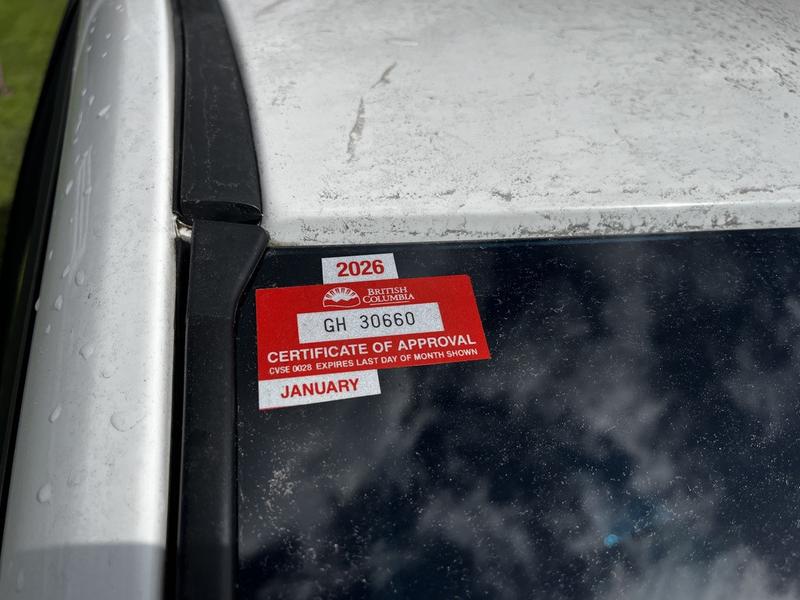 2026
BRITISH
COLUMBIA
GH 30660
CERTIFICATE OF APPROVAL
CVSE 0028 EXPIRES LAST DAY OF MONTH SHOWN
JANUARY